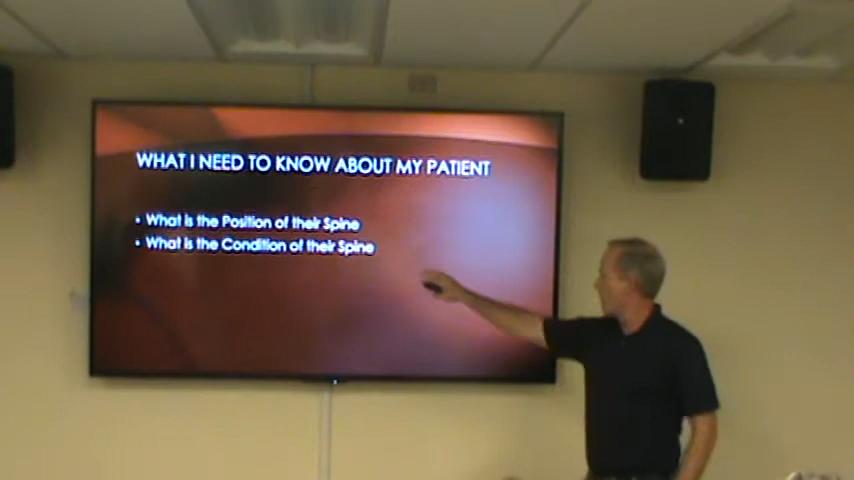 WHAT I NEED TO KNOW ABOUT MY PATIENT
• What is the Position of their Spine
• What is the Condition of their Spine